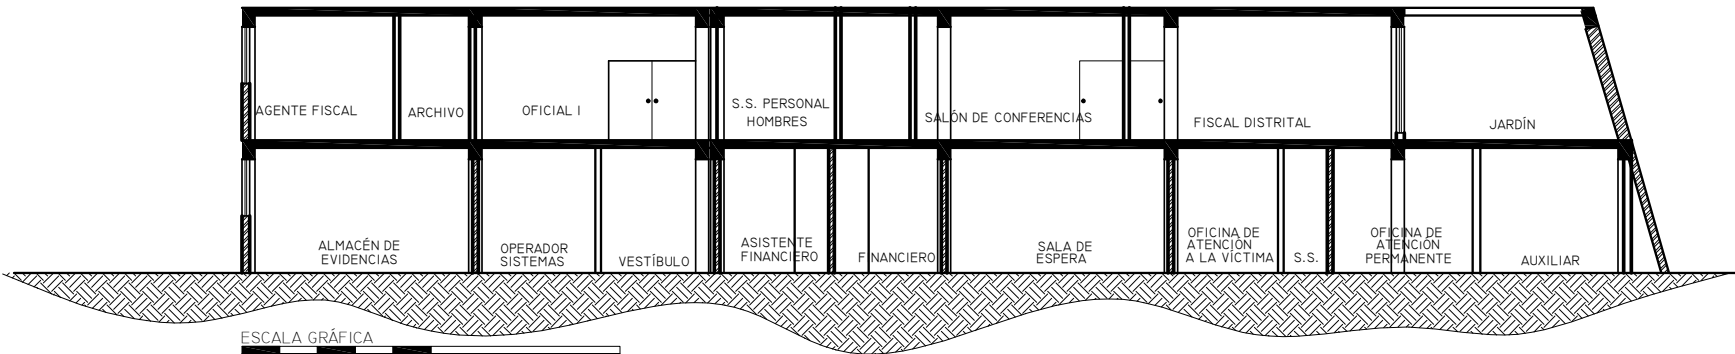 AGENTE FISCAL
ARCHIVO
OFICIAL I
S.S. PERSONAL
HOMBRES
SALÓN DE CONFERENCIAS
FISCAL DISTRITAL
JARDÍN
ALMACÉN DE
EVIDENCIAS
OPERADOR
SISTEMAS
VESTÍBULO
ASISTENTE
FINANCIERO
FINANCIERO
SALA DE
ESPERA
OFICINA DE
ATENCIÓN
A LA VÍCTIMA
S.S.
OFICINA DE
ATENCIÓN
PERMANENTE
AUXILIAR
ESCALA GRÁFICA